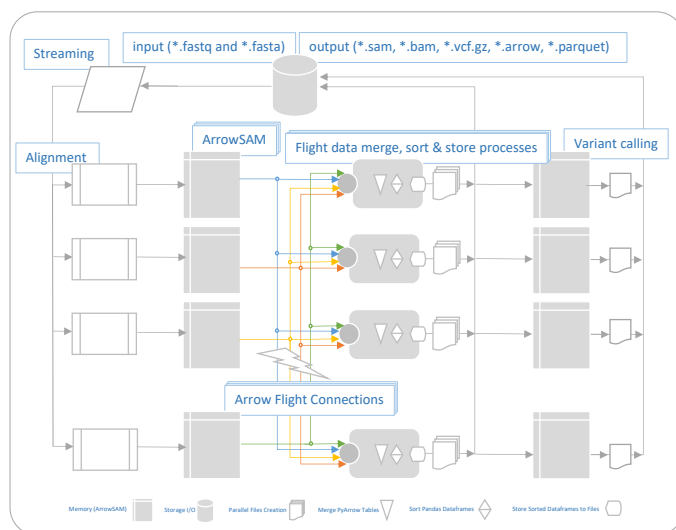 input (*.fastq and *.fasta)
output (*.sam, *.bam, *.vcf.gz, *.arrow, *.parquet)
Streaming
ArrowSAM
Flight data merge, sort & store processes
Variant calling
Alignment
Arrow Flight Connections
Memory (ArrowSAM)
Storage I/O
Parallel Files Creation
Merge PyArrow Tables
Sort Pandas Dataframes
Store Sorted Dataframes to Files